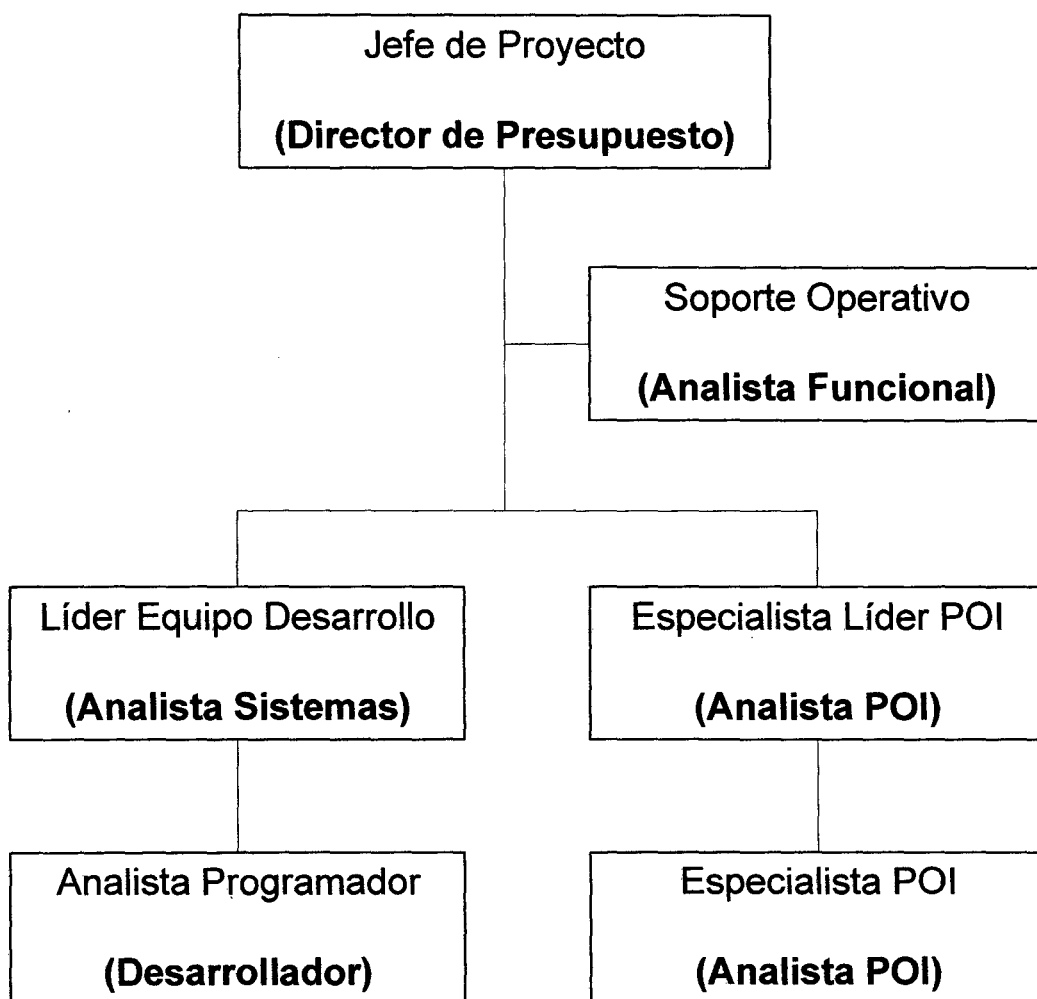 Jefe de Proyecto
(Director de Presupuesto)
Soporte Operativo
(Analista Funcional)
Líder Equipo Desarrollo
(Analista Sistemas)
Especialista Líder POI
(Analista POI)
Analista Programador
(Desarrollador)
Especialista POI
(Analista POI)